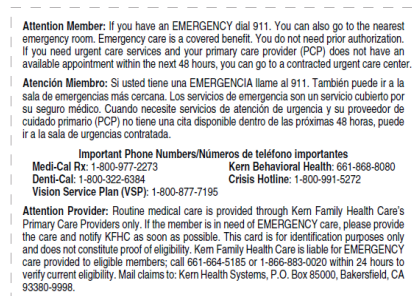 Attention Member: If you have an EMERGENCY dial 911. You can also go to the nearest
emergency room. Emergency care is a covered benefit. You do not need prior authorization.
If you need urgent care services and your primary care provider (PCP) does not have an
available appointment within the next 48 hours, you can go to a contracted urgent care center.
Atención Miembro: Si usted tiene una EMERGENCIA llame al 911. También puede ir a la
sala de emergencias más cercana. Los servicios de emergencia son un servicio cubierto por
su seguro médico. Cuando necesite servicios de atención de urgencia y su proveedor de
cuidado primario (PCP) no tiene una cita disponible dentro de las próximas 48 horas, puede
ir a la sala de urgencias contratada.
Important Phone Numbers/Números de teléfono importantes
Medi-Cal Rx: 1-800-977-2273 Kern Behavioral Health: 661-868-8080
Denti-Cal: 1-800-322-6384 Crisis Hotline: 1-800-991-5272
Vision Service Plan (VSP): 1-800-877-7195
Attention Provider: Routine medical care is provided through Kern Family Health Care's
Primary Care Providers only. If the member is in need of EMERGENCY care, please provide
the care and notify KFHC as soon as possible. This card is for identification purposes only
and does not constitute proof of eligibility. Kern Family Health Care is liable for EMERGENCY
care provided to eligible members; call 661-664-5185 or 1-866-883-0020 within 24 hours to
verify current eligibility. Mail claims to: Kern Health Systems, P.O. Box 85000, Bakersfield, CA
93380-9998.